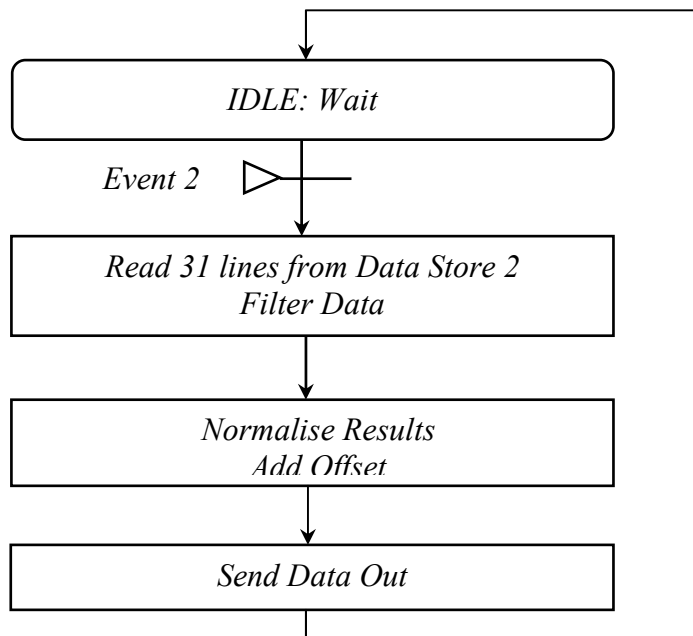 IDLE: Wait
Event 2
Read 31 lines from Data Store 2
Filter Data
Normalise Results
Add Offset
Send Data Out